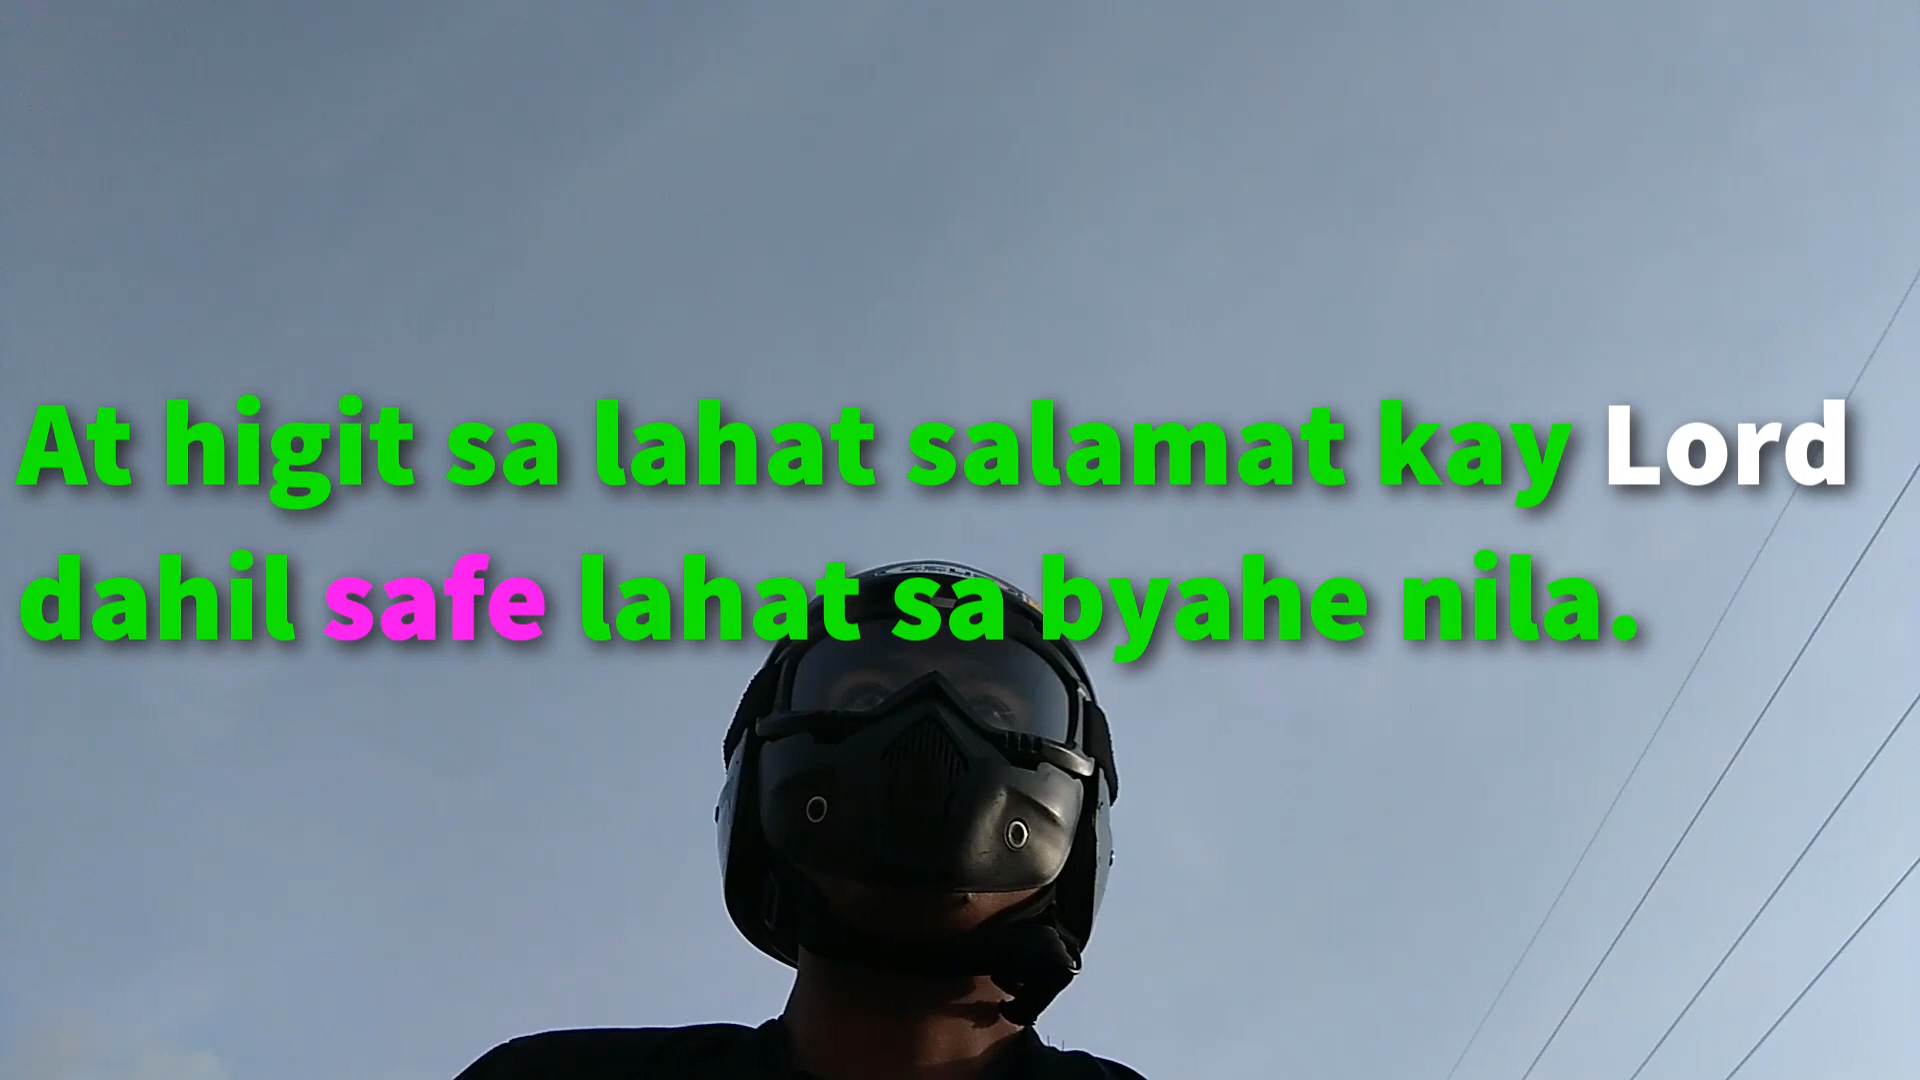 At higit sa lahat salamat kay Lord
dahil safe lahat sa byahe nila.